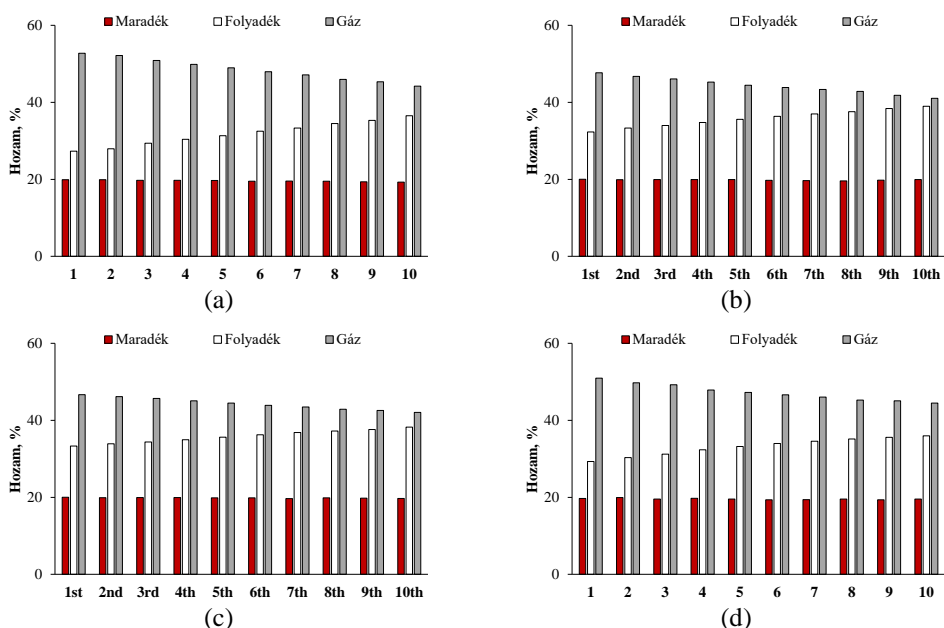 Maradék Folyadék Gáz
60
40
20
0
Hozam, %
1 2 3 4 5 6 7 8 9 10
(a)
Maradék Folyadék Gáz
60
40
20
0
Hozam, %
1st 2nd 3rd 4th 5th 6th 7th 8th 9th 10th
(b)
Maradék Folyadék Gáz
60
40
20
0
Hozam, %
1st 2nd 3rd 4th 5th 6th 7th 8th 9th 10th
(c)
Maradék Folyadék Gáz
60
40
20
0
Hozam, %
1 2 3 4 5 6 7 8 9 10
(d)